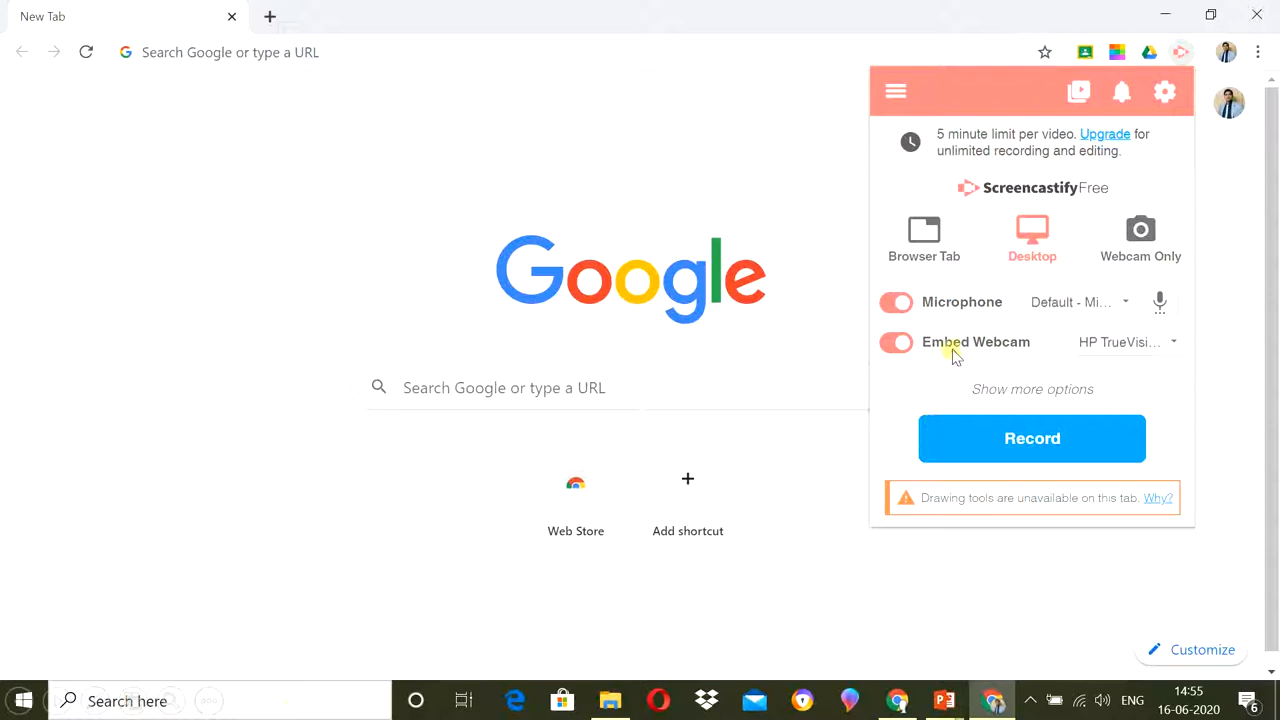 New Tab
Search Google or type a URL
5 minute limit per video. Upgrade for
unlimited recording and editing.
Screencastify Free
Browser Tab
Desktop
Webcam Only
Microphone
Default - Mi...
Embed Webcam
HP TrueVisi...
Show more options
Record
Drawing tools are unavailable on this tab. Why?
Google
Search Google or type a URL
Web Store
Add shortcut
Customize
Search here
ENG
14:55
16-06-2020
6